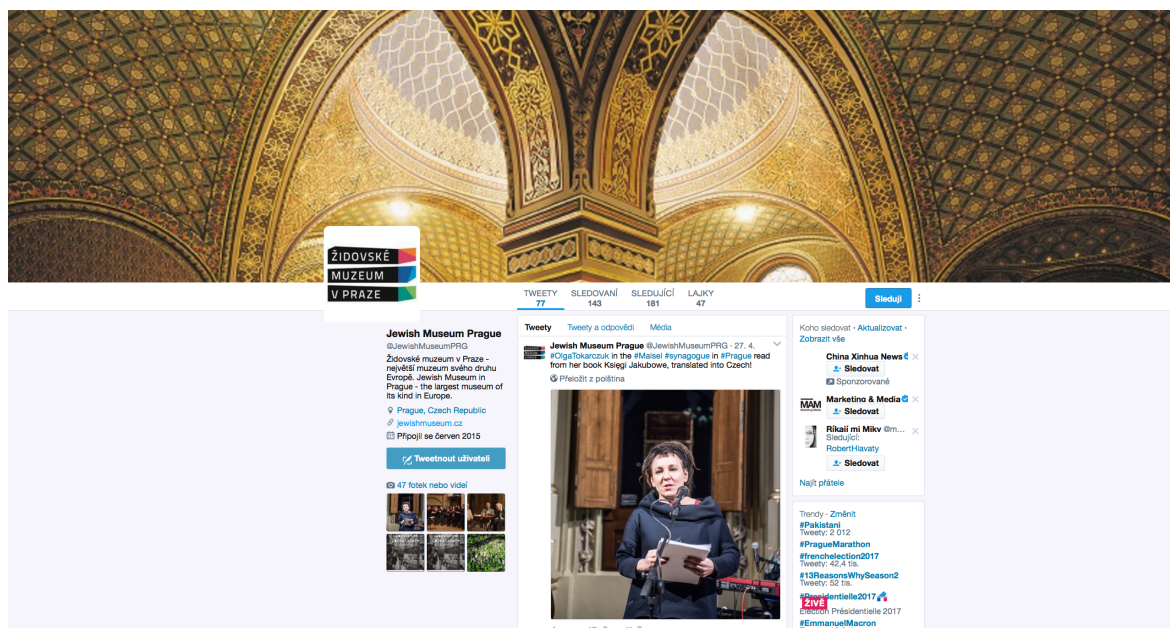 ŽIDOVSKÉ
MUZEUM
V PRAZE
TWEETY SLEDOVANÍ SLEDUJÍCÍ LAJKY
77 143 181 47
Sleduji
Jewish Museum Prague
@JewishMuseumPRG
Židovské muzeum v Praze -
největší muzeum svého druhu
Evropě. Jewish Museum in
Prague - the largest museum of
its kind in Europe.
Prague, Czech Republic
jewishmuseum.cz
Připojil se červen 2015
Tweetnout uživateli
47 fotek nebo videí
Tweety Tweety a odpovědi Média
Jewish Museum Prague @JewishMuseumPRG · 27. 4.
#OlgaTokarczuk in the #Maisel #synagogue in #Prague read
from her book Księgi Jakubowe, translated into Czech!
Přeložit z polština
Koho sledovat · Aktualizovat ·
Zobrazit vše
China Xinhua News
Sledovat
Sponzorované
MAM
Marketing & Media
Sledovat
Říkají mi Miky @m...
Sledující:
RobertHlavaty
Sledovat
Najít přátele
Trendy · Změnit
#Pakistani
Tweety: 2 012
#PragueMarathon
#frenchelection2017
Tweety: 42,4 tis.
#13ReasonsWhySeason2
Tweety: 52 tis.
#Presidentielle2017
ŽIVĚ
Election Présidentielle 2017
#EmmanuelMacron